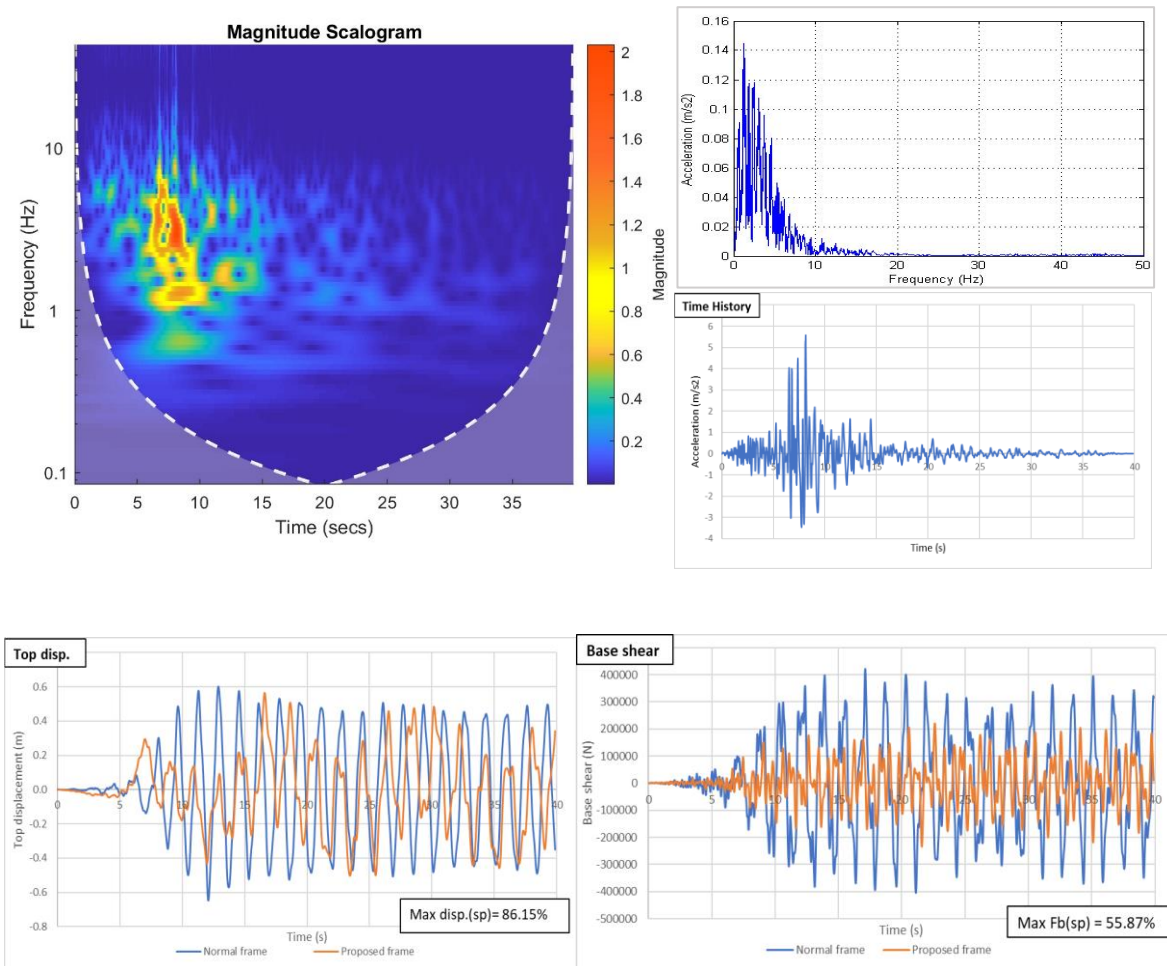 Magnitude Scalogram
Frequency (Hz)
10
1
0.1
0 5 10 15 20 25 30 35
Time (secs)
2
1.8
1.6
1.4
1.2
1
0.8
0.6
0.4
0.2
Magnitude
Acceleration (m/s2)
0.16
0.14
0.12
0.1
0.08
0.06
0.04
0.02
0
0 10 20 30 40 50
Frequency (Hz)
Time History
Acceleration (m/s2)
6
5
4
3
2
1
0
-1
-2
-3
-4
0 5 10 15 20 25 30 35 40
Time (s)
Top disp.
Top displacement (m)
0.6
0.4
0.2
0.0
-0.2
-0.4
-0.6
-0.8
0 5 10 15 20 25 30 35 40
Max disp.(sp)= 86.15%
Time (s)
Normal frame Proposed frame
Base shear
Base shear (N)
400000
300000
200000
100000
0
-100000
-200000
-300000
-400000
-500000
0 5 10 15 20 25 30 35 40
Max Fb(sp) = 55.87%
Time (s)
Normal frame Proposed frame